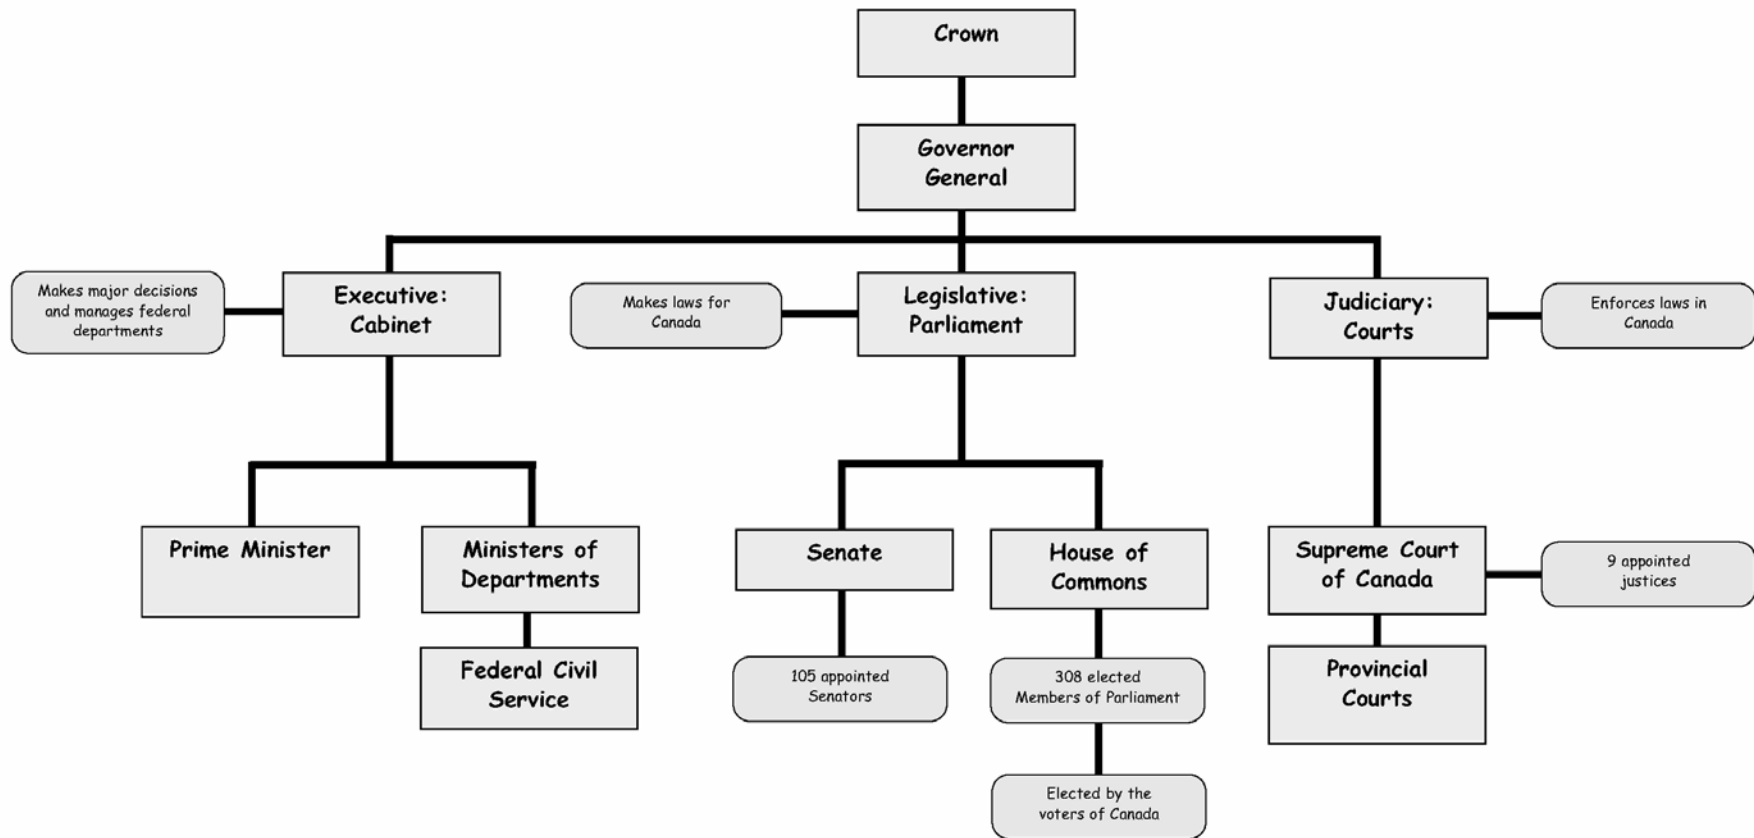 Crown
Governor
General
Makes major decisions
and manages federal
departments
Executive:
Cabinet
Makes laws for
Canada
Legislative:
Parliament
Judiciary:
Courts
Enforces laws in
Canada
Prime Minister
Ministers of
Departments
Senate
House of
Commons
Supreme Court
of Canada
9 appointed
justices
Federal Civil
Service
105 appointed
Senators
308 elected
Members of Parliament
Provincial
Courts
Elected by the
voters of Canada